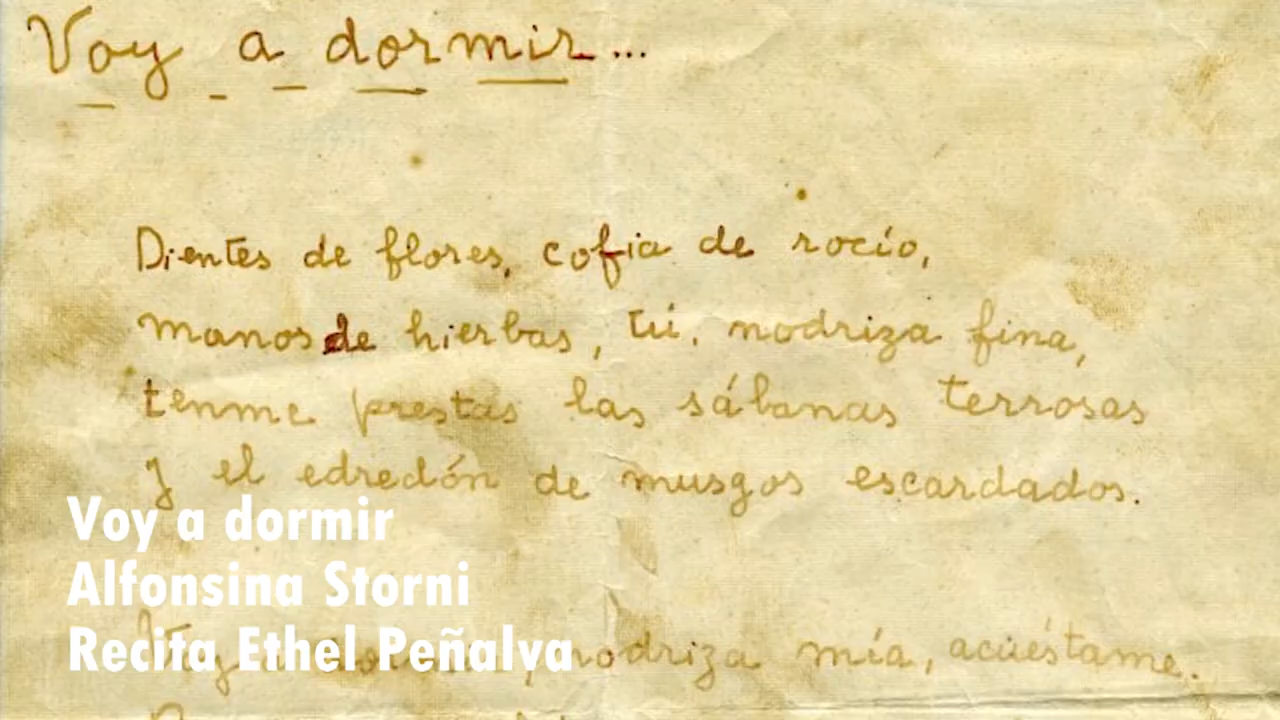 Voy a dormir...
Dientes de flores, cofia de rocío,
manos de hierbas, tú, nodriza fina,
tenme prestas las sábanas terrosas
y el edredón de musgos escardados.
Voy a dormir
Alfonsina Storni
Recita Ethel Peñalva
nodriza mía, acuéstame.